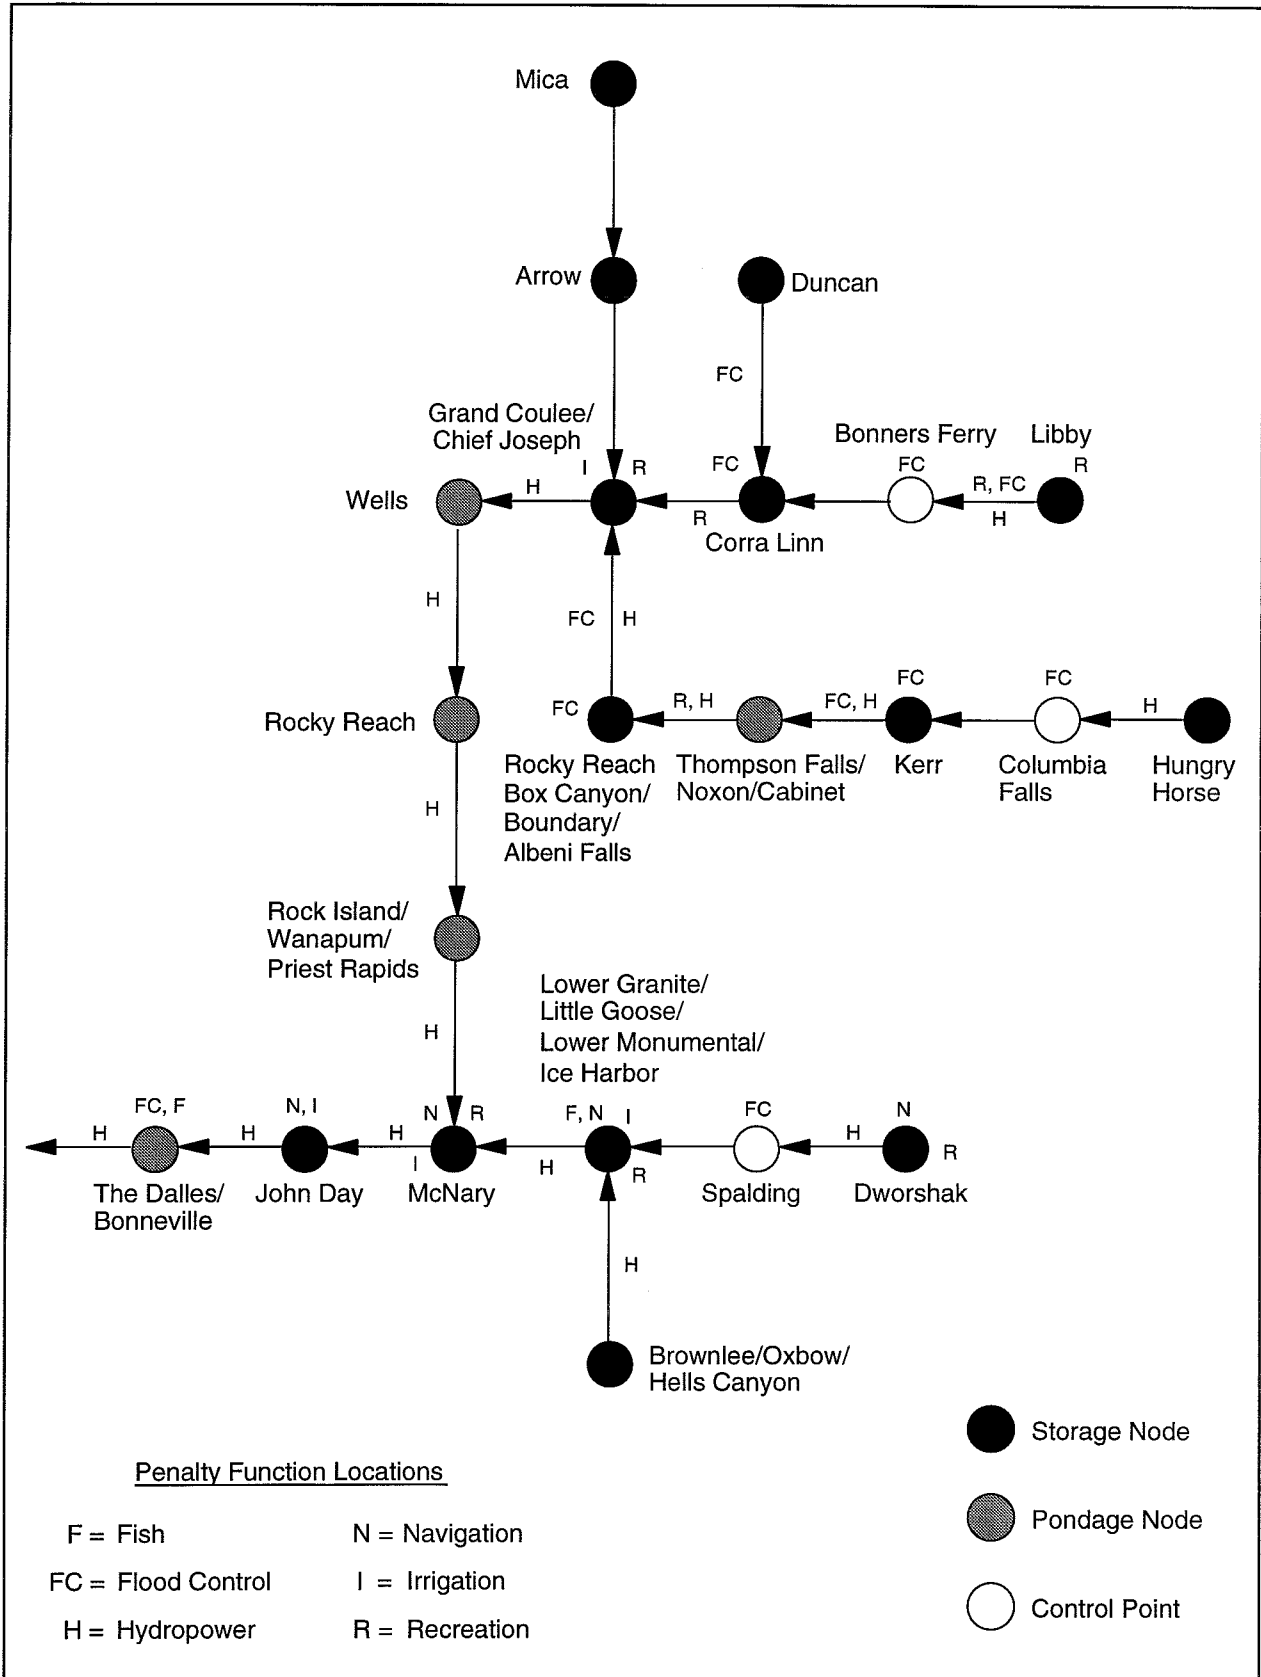 Mica
Arrow
Duncan
FC
Grand Coulee/
Chief Joseph
Bonners Ferry
Libby
I
R
FC
FC
R
Wells
H
R, FC
R
H
Corra Linn
H
FC
H
FC
FC
Rocky Reach
FC
R, H
FC, H
H
Rocky Reach
Box Canyon/
Boundary/
Albeni Falls
Thompson Falls/
Noxon/Cabinet
Kerr
Columbia
Falls
Hungry
Horse
H
Rock Island/
Wanapum/
Priest Rapids
Lower Granite/
Little Goose/
Lower Monumental/
Ice Harbor
H
FC, F
N, I
N
R
F, N
I
FC
N
H
H
H
I
H
R
H
R
The Dalles/
Bonneville
John Day
McNary
Spalding
Dworshak
H
Brownlee/Oxbow/
Hells Canyon
Storage Node
Pondage Node
Control Point
Penalty Function Locations
F = Fish
N = Navigation
FC = Flood Control
I = Irrigation
H = Hydropower
R = Recreation